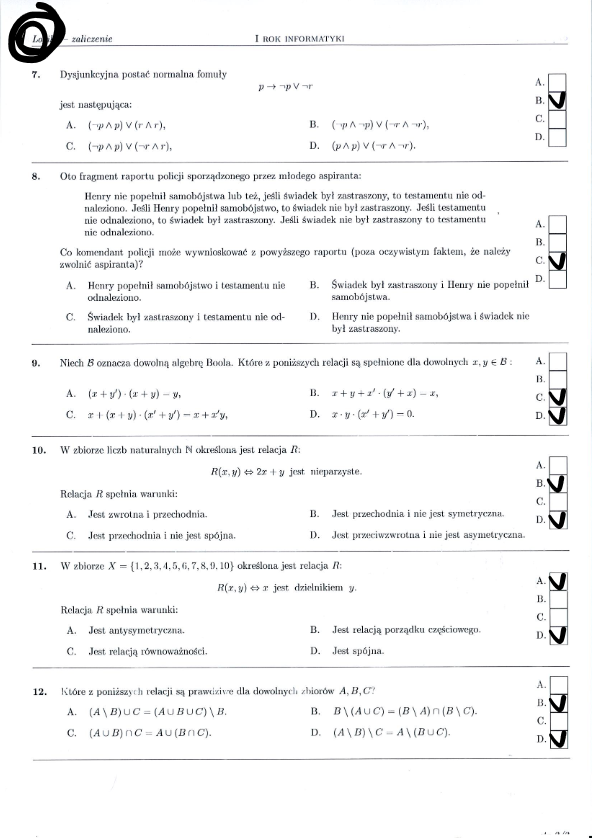 – zaliczenie I ROK INFORMATYKI
7. Dysjunkcyjna postać normalna fomuły
p → ¬p ∨ ¬r
jest następująca:
A. (¬p ∧ p) ∨ (r ∧ r), B. (¬p ∧ ¬p) ∨ (¬r ∧ ¬r),
C. (¬p ∧ p) ∨ (¬r ∧ r), D. (p ∧ p) ∨ (¬r ∧ ¬r).
A.
B.
C.
D.
8. Oto fragment raportu policji sporządzonego przez młodego aspiranta:
Henry nie popełnił samobójstwa lub też, jeśli świadek był zastraszony, to testamentu nie od-
naleziono. Jeśli Henry popełnił samobójstwo, to świadek nie był zastraszony. Jeśli testamentu
nie odnaleziono, to świadek był zastraszony. Jeśli świadek nie był zastraszony to testamentu
nie odnaleziono.
Co komendant policji może wywnioskować z powyższego raportu (poza oczywistym faktem, że należy
zwolnić aspiranta)?
A. Henry popełnił samobójstwo i testamentu nie
odnaleziono.
B. Świadek był zastraszony i Henry nie popełnił
samobójstwa.
C. Świadek był zastraszony i testamentu nie od-
naleziono.
D. Henry nie popełnił samobójstwa i świadek nie
był zastraszony.
A.
B.
C.
D.
9. Niech B oznacza dowolną algebrę Boola. Które z poniższych relacji są spełnione dla dowolnych x, y ∈ B :
A. (x + y′) · (x + y) = y, B. x + y + x′ · (y′ + x) = x,
C. x + (x + y) · (x′ + y′) = x + x′y, D. x · y · (x′ + y′) = 0.
A.
B.
C.
D.
10. W zbiorze liczb naturalnych ℕ określona jest relacja R:
R(x, y) ⇔ 2x + y jest nieparzyste.
Relacja R spełnia warunki:
A. Jest zwrotna i przechodnia. B. Jest przechodnia i nie jest symetryczna.
C. Jest przechodnia i nie jest spójna. D. Jest przeciwzwrotna i nie jest asymetryczna.
A.
B.
C.
D.
11. W zbiorze X = {1, 2, 3, 4, 5, 6, 7, 8, 9, 10} określona jest relacja R:
R(x, y) ⇔ x jest dzielnikiem y.
Relacja R spełnia warunki:
A. Jest antysymetryczna. B. Jest relacją porządku częściowego.
C. Jest relacją równoważności. D. Jest spójna.
A.
B.
C.
D.
12. Które z poniższych relacji są prawdziwe dla dowolnych zbiorów A, B, C?
A. (A \ B) ∪ C = (A ∪ B ∪ C) \ B. B. B \ (A ∪ C) = (B \ A) ∩ (B \ C).
C. (A ∪ B) ∩ C = A ∪ (B ∩ C). D. (A \ B) \ C = A \ (B ∪ C).
A.
B.
C.
D.